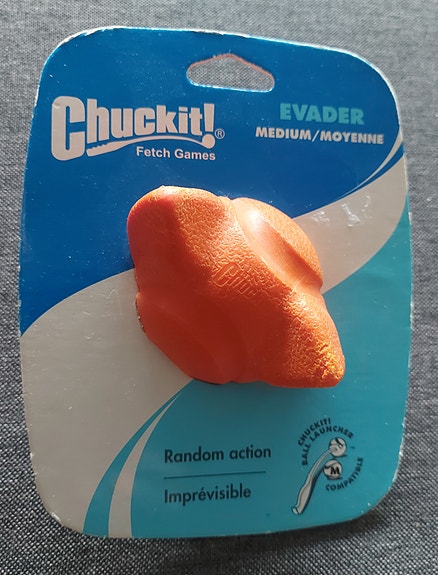 Chuckit!®
Fetch Games
EVADER
MEDIUM/MOYENNE
Random action
Imprévisible
CHUCKIT!
BALL LAUNCHER
M
COMPATIBLE